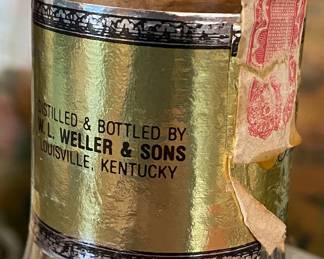 DISTILLED & BOTTLED BY
W. L. WELLER & SONS
LOUISVILLE, KENTUCKY